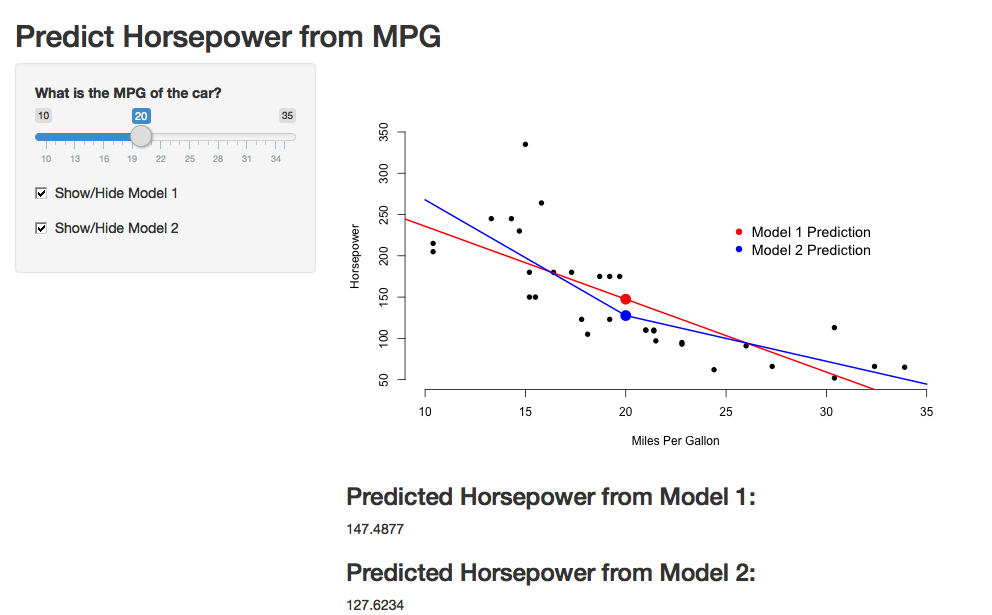 Predict Horsepower from MPG
What is the MPG of the car?
10 20 35
10 13 16 19 22 25 28 31 34
Show/Hide Model 1
Show/Hide Model 2
350
300
250
200
150
100
50
Horsepower
Model 1 Prediction
Model 2 Prediction
10 15 20 25 30 35
Miles Per Gallon
Predicted Horsepower from Model 1:
147.4877
Predicted Horsepower from Model 2:
127.6234